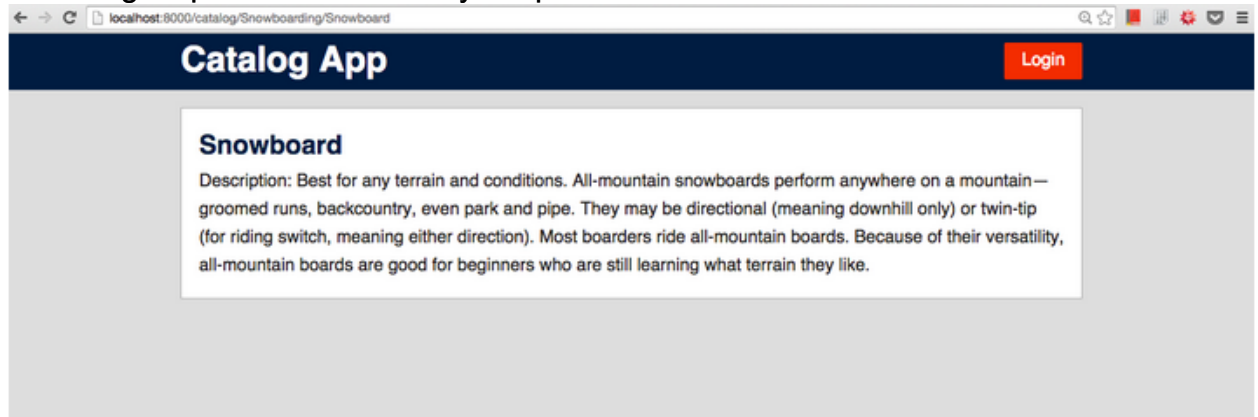 localhost:8000/catalog/Snowboarding/Snowboard
Catalog App
Login
Snowboard
Description: Best for any terrain and conditions. All-mountain snowboards perform anywhere on a mountain—
groomed runs, backcountry, even park and pipe. They may be directional (meaning downhill only) or twin-tip
(for riding switch, meaning either direction). Most boarders ride all-mountain boards. Because of their versatility,
all-mountain boards are good for beginners who are still learning what terrain they like.